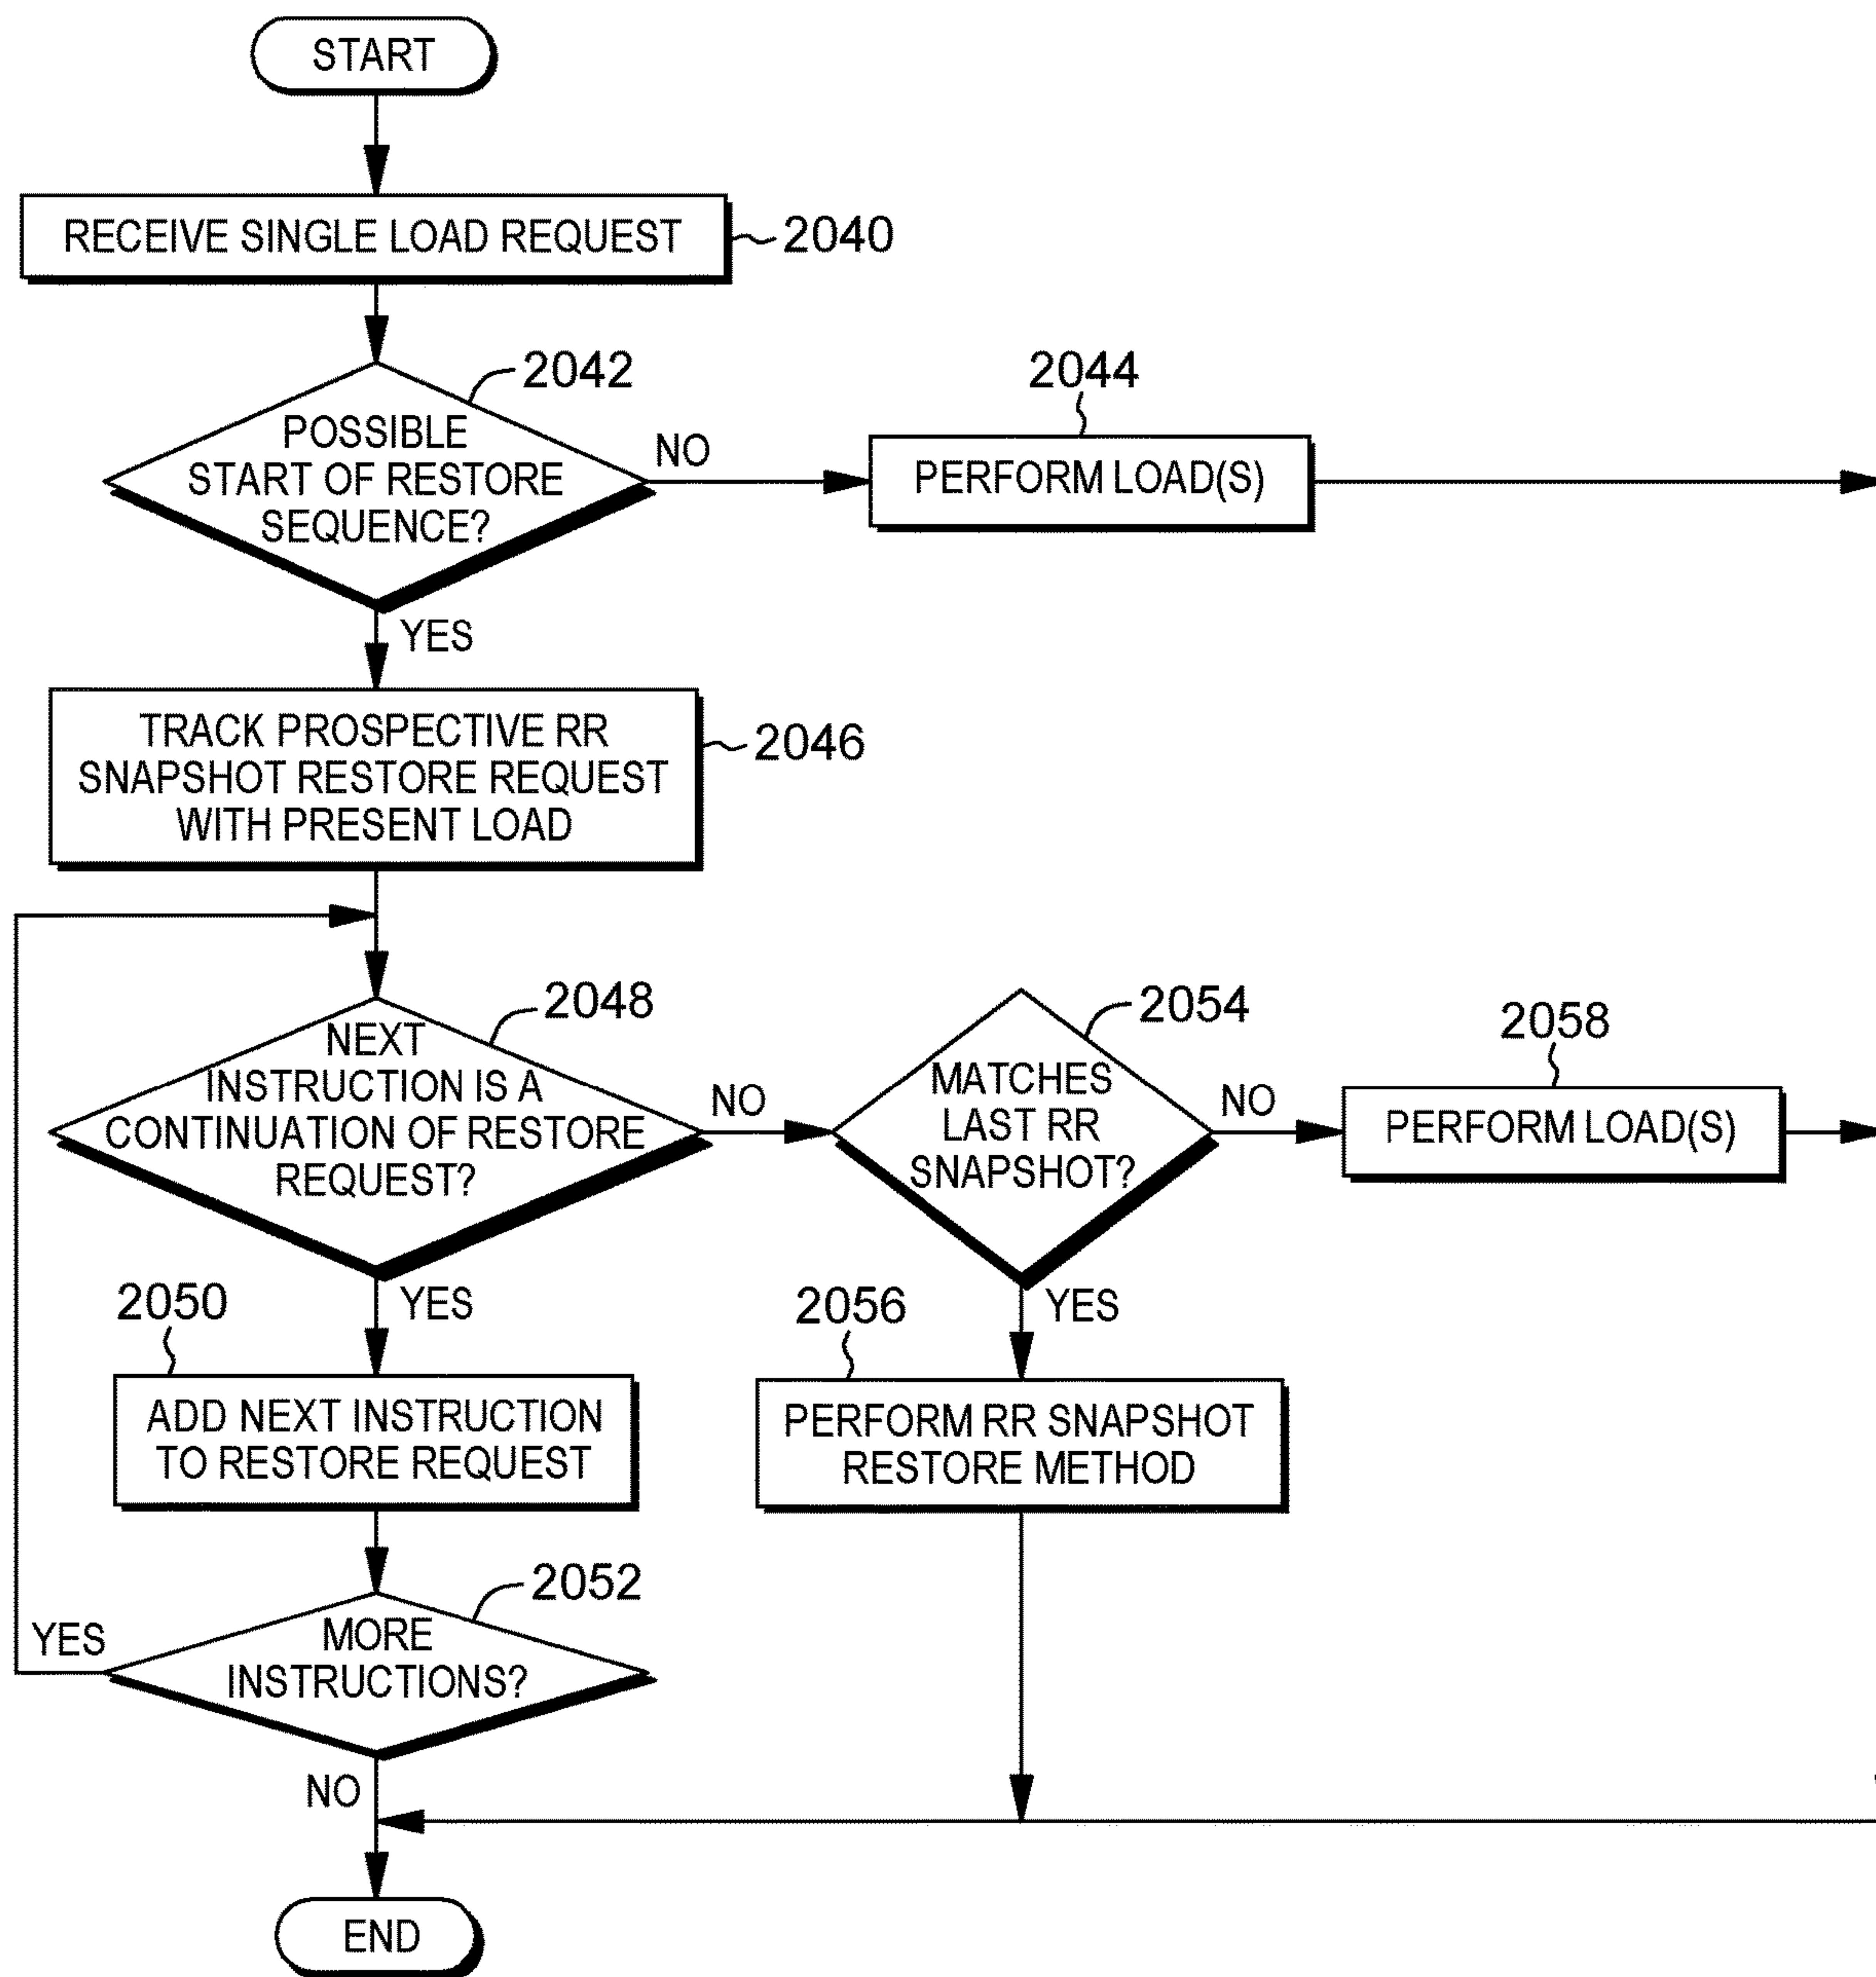 START
RECEIVE SINGLE LOAD REQUEST
2040
2042
POSSIBLE
START OF RESTORE
SEQUENCE?
NO
2044
PERFORM LOAD(S)
YES
TRACK PROSPECTIVE RR
SNAPSHOT RESTORE REQUEST
WITH PRESENT LOAD
2046
2048
NEXT
INSTRUCTION IS A
CONTINUATION OF RESTORE
REQUEST?
NO
2054
MATCHES
LAST RR
SNAPSHOT?
NO
2058
PERFORM LOAD(S)
YES
2050
ADD NEXT INSTRUCTION
TO RESTORE REQUEST
YES
2056
PERFORM RR SNAPSHOT
RESTORE METHOD
2052
MORE
INSTRUCTIONS?
YES
NO
END